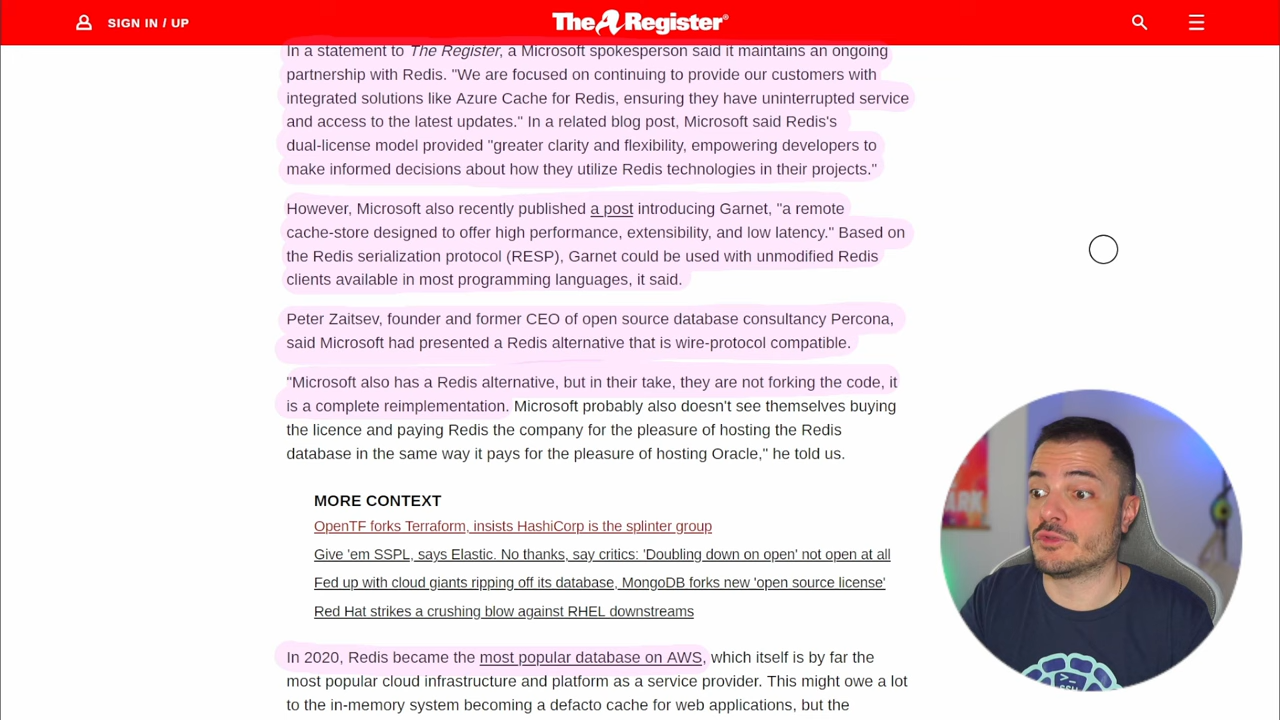 SIGN IN / UP
The Register®
In a statement to The Register, a Microsoft spokesperson said it maintains an ongoing
partnership with Redis. "We are focused on continuing to provide our customers with
integrated solutions like Azure Cache for Redis, ensuring they have uninterrupted service
and access to the latest updates." In a related blog post, Microsoft said Redis's
dual-license model provided "greater clarity and flexibility, empowering developers to
make informed decisions about how they utilize Redis technologies in their projects."
However, Microsoft also recently published a post introducing Garnet, "a remote
cache-store designed to offer high performance, extensibility, and low latency." Based on
the Redis serialization protocol (RESP), Garnet could be used with unmodified Redis
clients available in most programming languages, it said.
Peter Zaitsev, founder and former CEO of open source database consultancy Percona,
said Microsoft had presented a Redis alternative that is wire-protocol compatible.
"Microsoft also has a Redis alternative, but in their take, they are not forking the code, it
is a complete reimplementation. Microsoft probably also doesn't see themselves buying
the licence and paying Redis the company for the pleasure of hosting the Redis
database in the same way it pays for the pleasure of hosting Oracle," he told us.
MORE CONTEXT
OpenTF forks Terraform, insists HashiCorp is the splinter group
Give 'em SSPL, says Elastic. No thanks, say critics: 'Doubling down on open' not open at all
Fed up with cloud giants ripping off its database, MongoDB forks new 'open source license'
Red Hat strikes a crushing blow against RHEL downstreams
In 2020, Redis became the most popular database on AWS, which itself is by far the
most popular cloud infrastructure and platform as a service provider. This might owe a lot
to the in-memory system becoming a defacto cache for web applications, but the